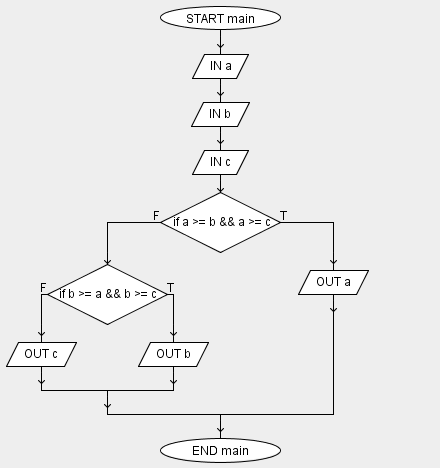 START main
IN a
IN b
IN c
F
if a >= b && a >= c
T
OUT a
F
if b >= a && b >= c
T
OUT c
OUT b
END main